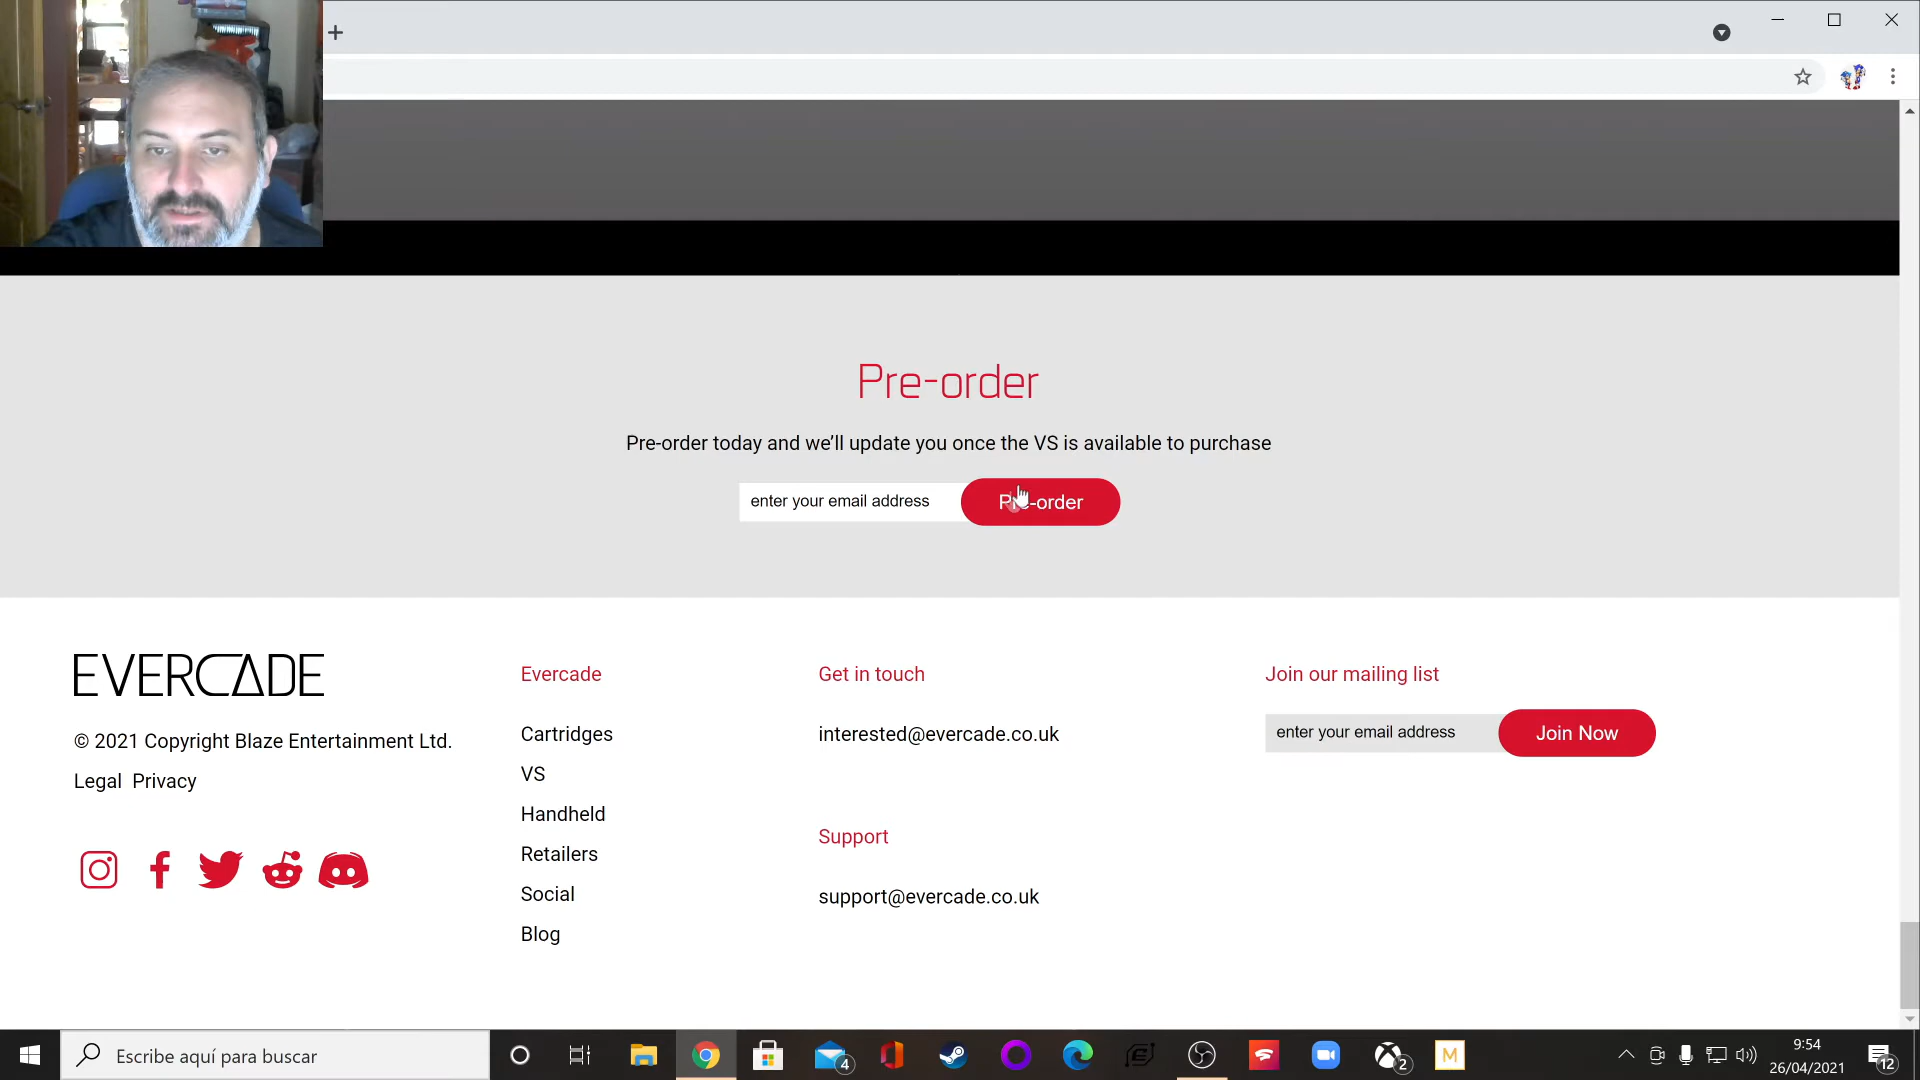 Pre-order
Pre-order today and we'll update you once the VS is available to purchase
enter your email address
Pre-order
EVERCADE
© 2021 Copyright Blaze Entertainment Ltd.
Legal Privacy
Evercade
Cartridges
VS
Handheld
Retailers
Social
Blog
Get in touch
interested@evercade.co.uk
Support
support@evercade.co.uk
Join our mailing list
enter your email address
Join Now
Escribe aquí para buscar
4
2
M
9:54
26/04/2021
12